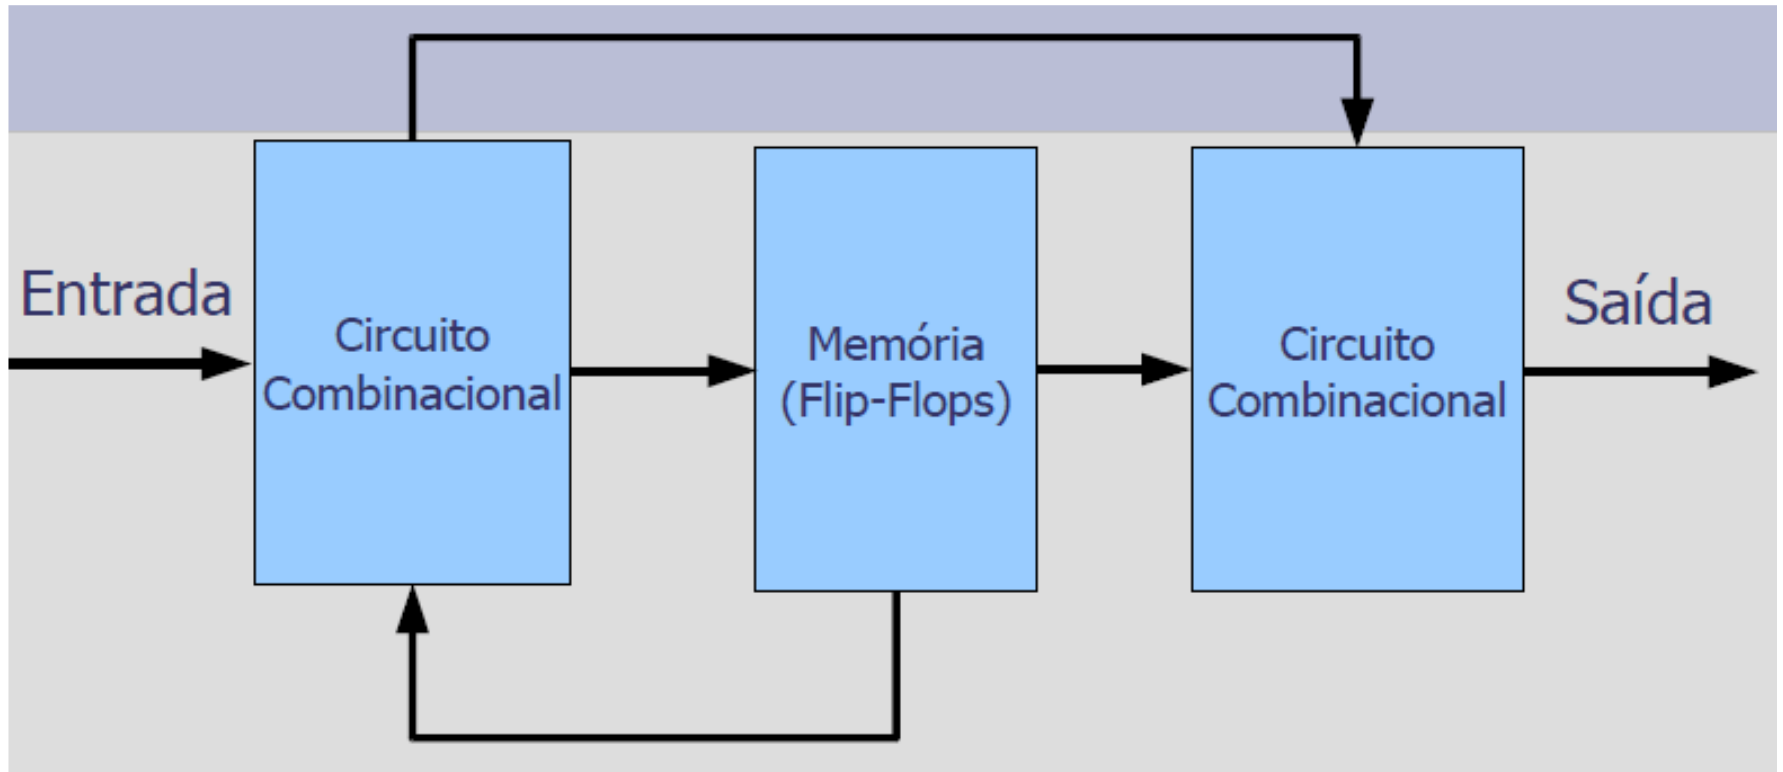 Entrada
Circuito
Combinacional
Memória
(Flip-Flops)
Circuito
Combinacional
Saída